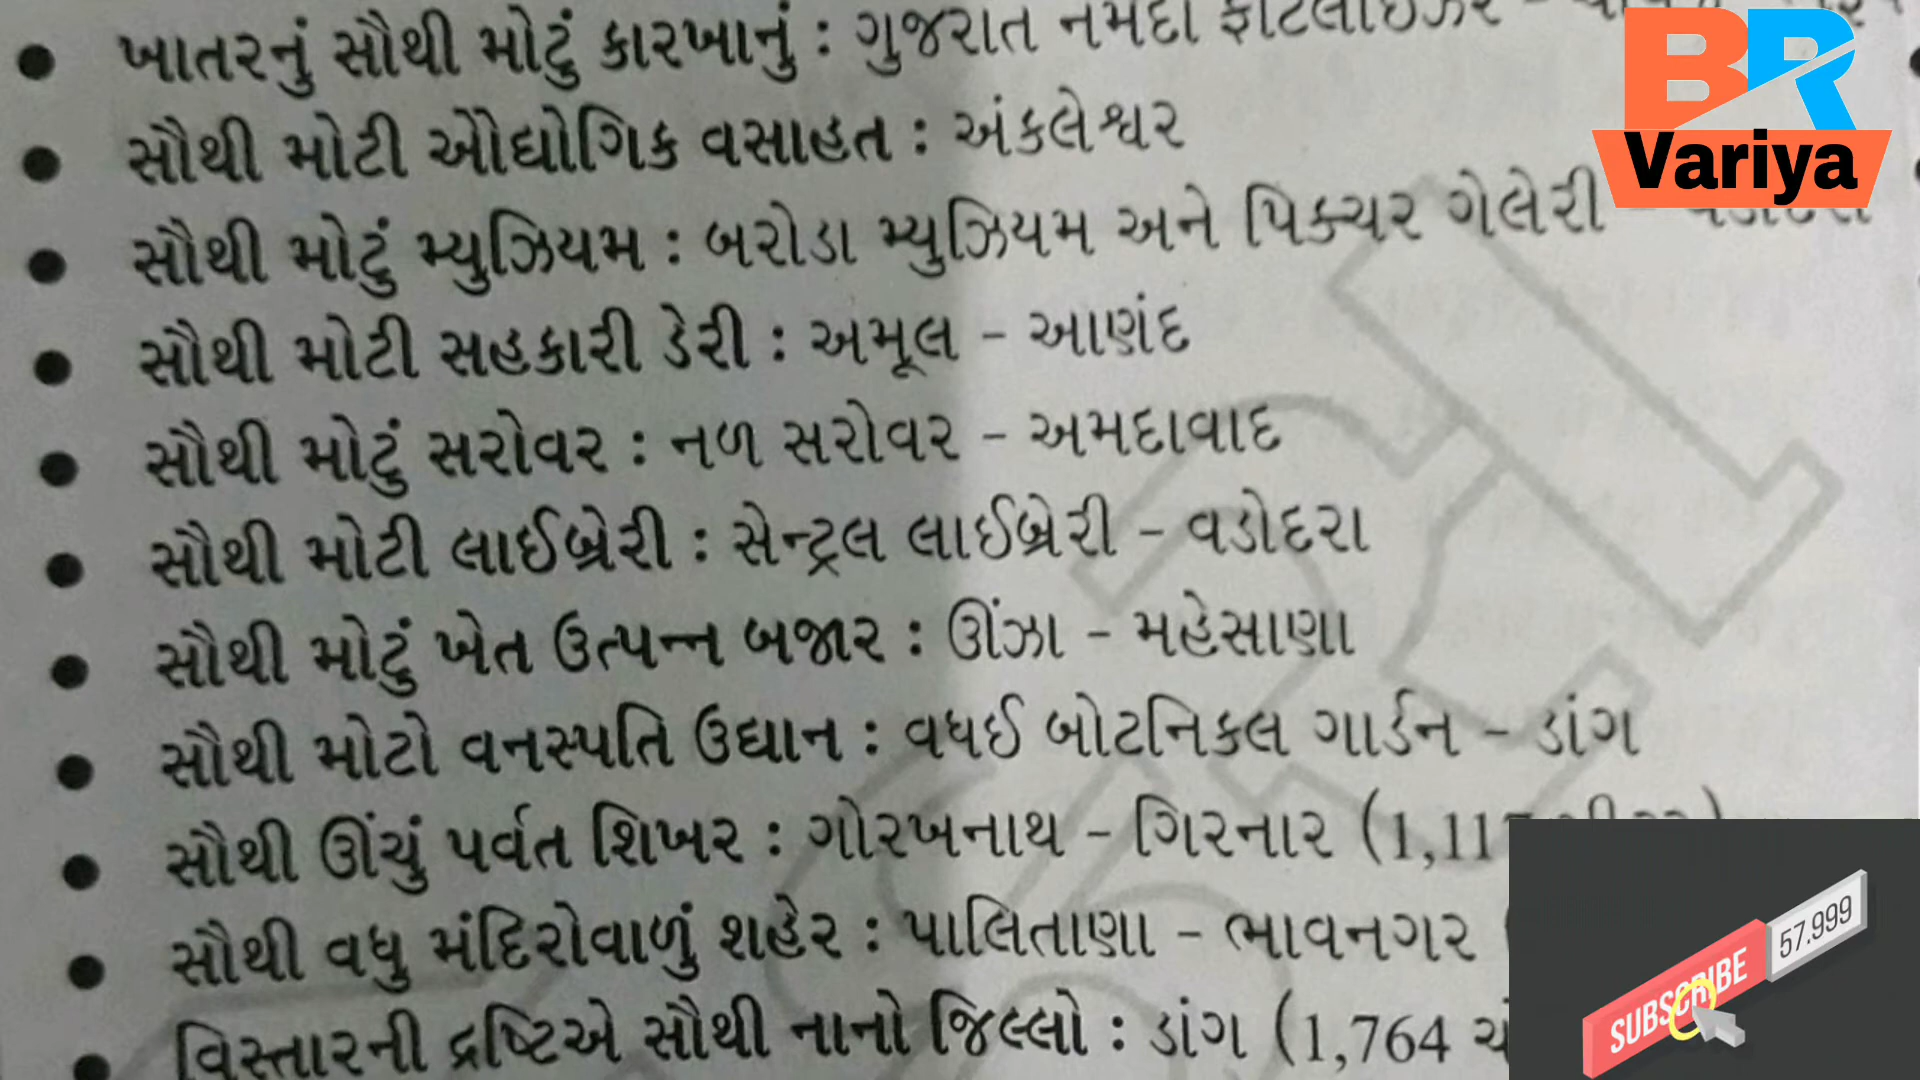 • ખાતરનું સૌથી મોટું કારખાનું : ગુજરાત નર્મદા ફર્ટિલાઇઝર -
• સૌથી મોટી ઔદ્યોગિક વસાહત : અંકલેશ્વર
• સૌથી મોટું મ્યુઝિયમ : બરોડા મ્યુઝિયમ અને પિક્ચર ગેલેરી -
• સૌથી મોટી સહકારી ડેરી : અમૂલ - આણંદ
• સૌથી મોટું સરોવર : નળ સરોવર - અમદાવાદ
• સૌથી મોટી લાઈબ્રેરી : સેન્ટ્રલ લાઈબ્રેરી - વડોદરા
• સૌથી મોટું ખેત ઉત્પન્ન બજાર : ઊંઝા - મહેસાણા
• સૌથી મોટો વનસ્પતિ ઉદ્યાન : વઘઈ બોટનિકલ ગાર્ડન - ડાંગ
• સૌથી ઊંચું પર્વત શિખર : ગોરખનાથ - ગિરનાર (1,11
• સૌથી વધુ મંદિરોવાળું શહેર : પાલિતાણા - ભાવનગર
• વિસ્તારની દ્રષ્ટિએ સૌથી નાનો જિલ્લો : ડાંગ (1,764
BR
Variya
SUBSCRIBE 57.999